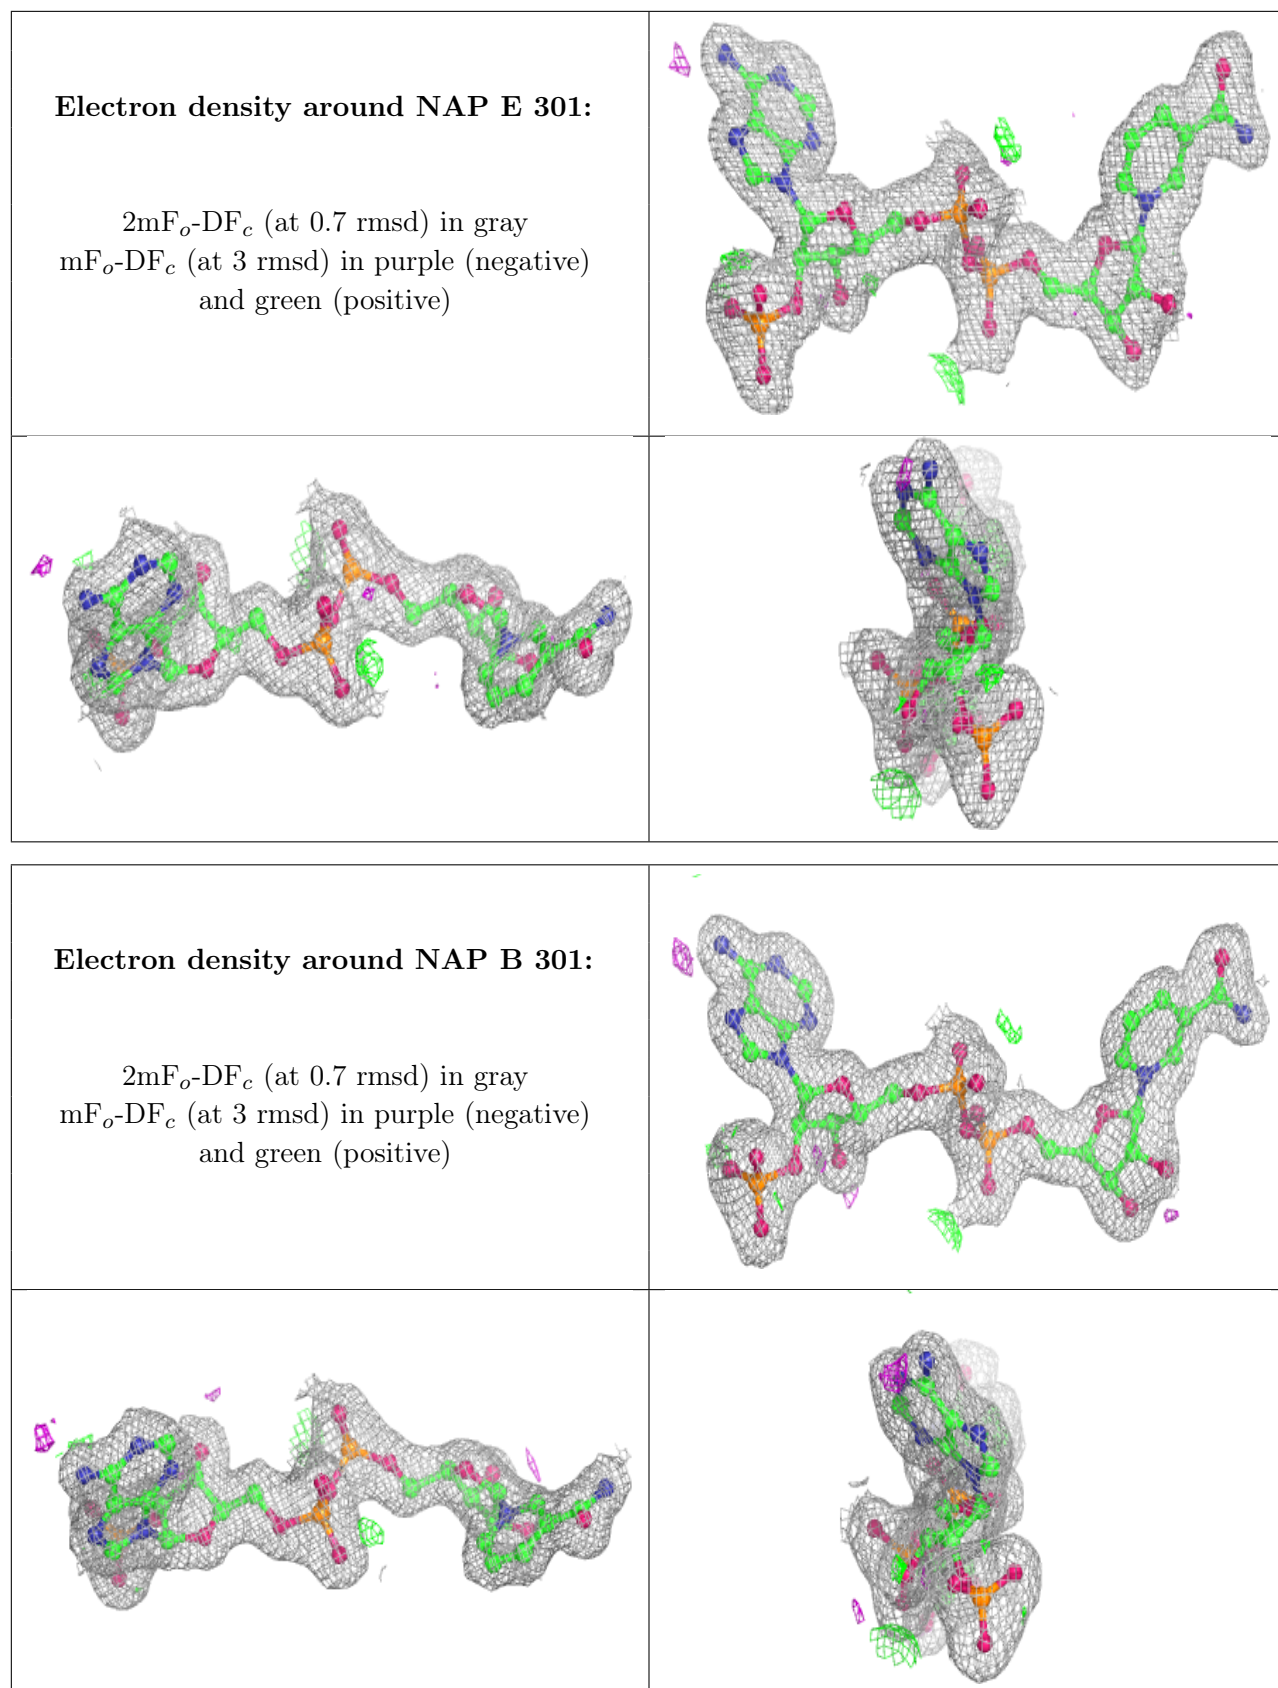 Electron density around NAP E 301:
2mFo-DFc (at 0.7 rmsd) in gray
mFo-DFc (at 3 rmsd) in purple (negative)
and green (positive)
Electron density around NAP B 301:
2mFo-DFc (at 0.7 rmsd) in gray
mFo-DFc (at 3 rmsd) in purple (negative)
and green (positive)